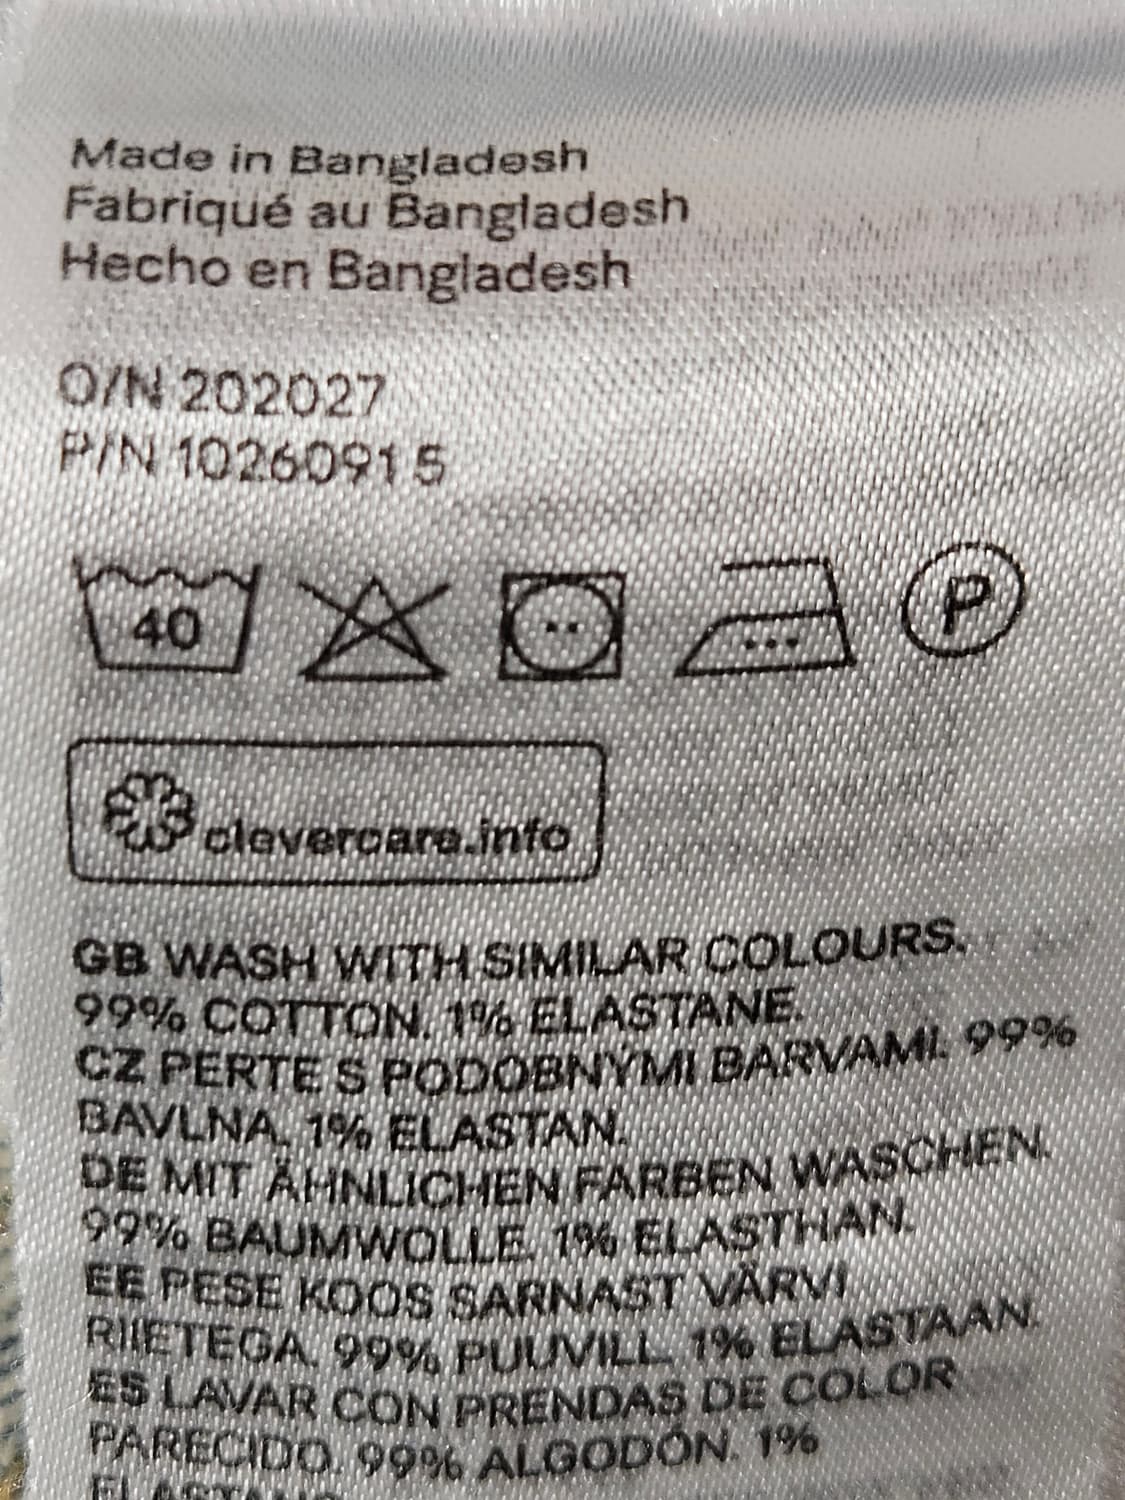 Made in Bangladesh
Fabriqué au Bangladesh
Hecho en Bangladesh
O/N 202027
P/N 10260915
40 P
clevercare.info
GB WASH WITH SIMILAR COLOURS.
99% COTTON. 1% ELASTANE.
CZ PERTE S PODOBNÝMI BARVAMI. 99%
BAVLNA. 1% ELASTAN.
DE MIT ÄHNLICHEN FARBEN WASCHEN.
99% BAUMWOLLE. 1% ELASTHAN.
EE PESE KOOS SARNAST VÄRVI
RIIETEGA. 99% PUUVILL. 1% ELASTAAN.
ES LAVAR CON PRENDAS DE COLOR
PARECIDO. 99% ALGODÓN. 1%